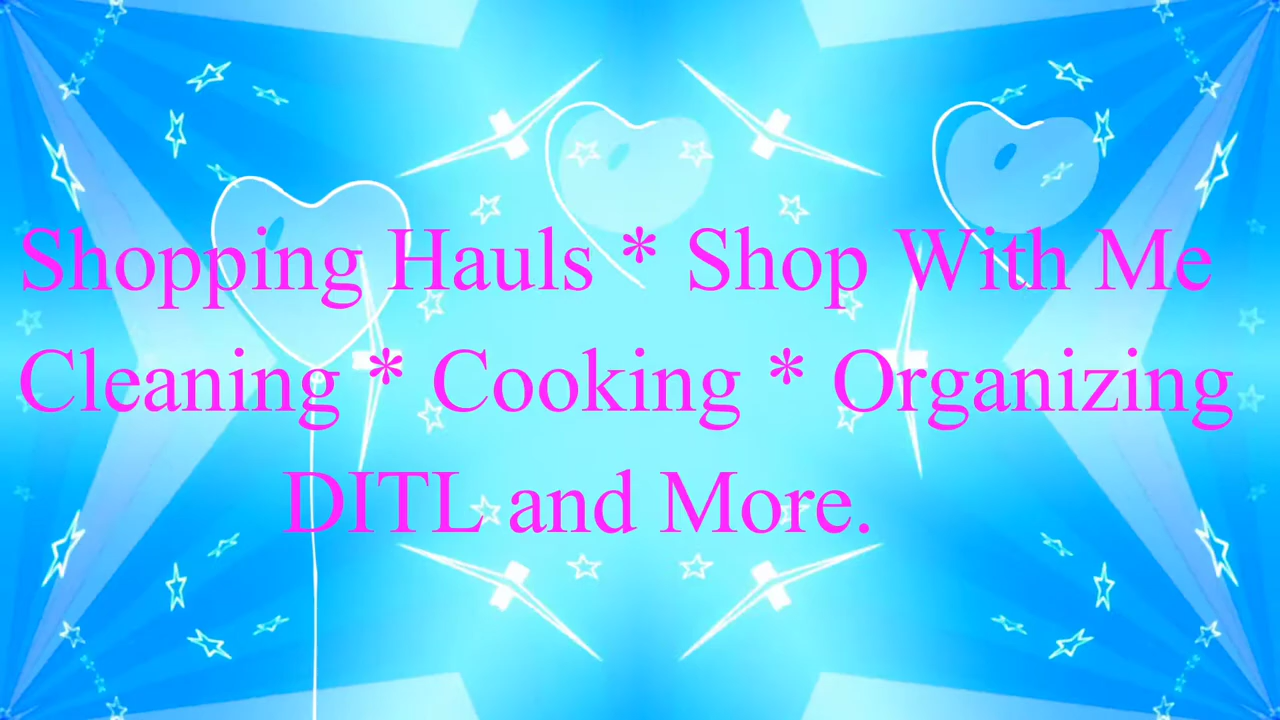 Shopping Hauls * Shop With Me
Cleaning * Cooking * Organizing
DITL and More.